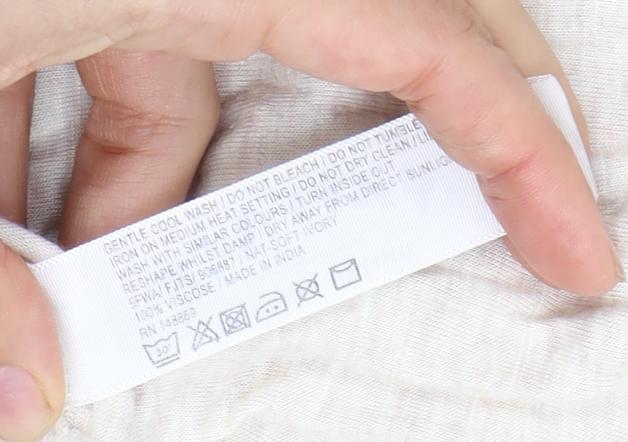 GENTLE COOL WASH / DO NOT BLEACH / DO NOT TUMBLE
IRON ON MEDIUM HEAT SETTING / DO NOT DRY CLEAN /
WASH WITH SIMILAR COLOURS / TURN INSIDE OUT
RESHAPE WHILST DAMP / DRY AWAY FROM DIRECT
/ NAT-SOFT IVORY
100% VISCOSE / MADE IN INDIA
RN
30°